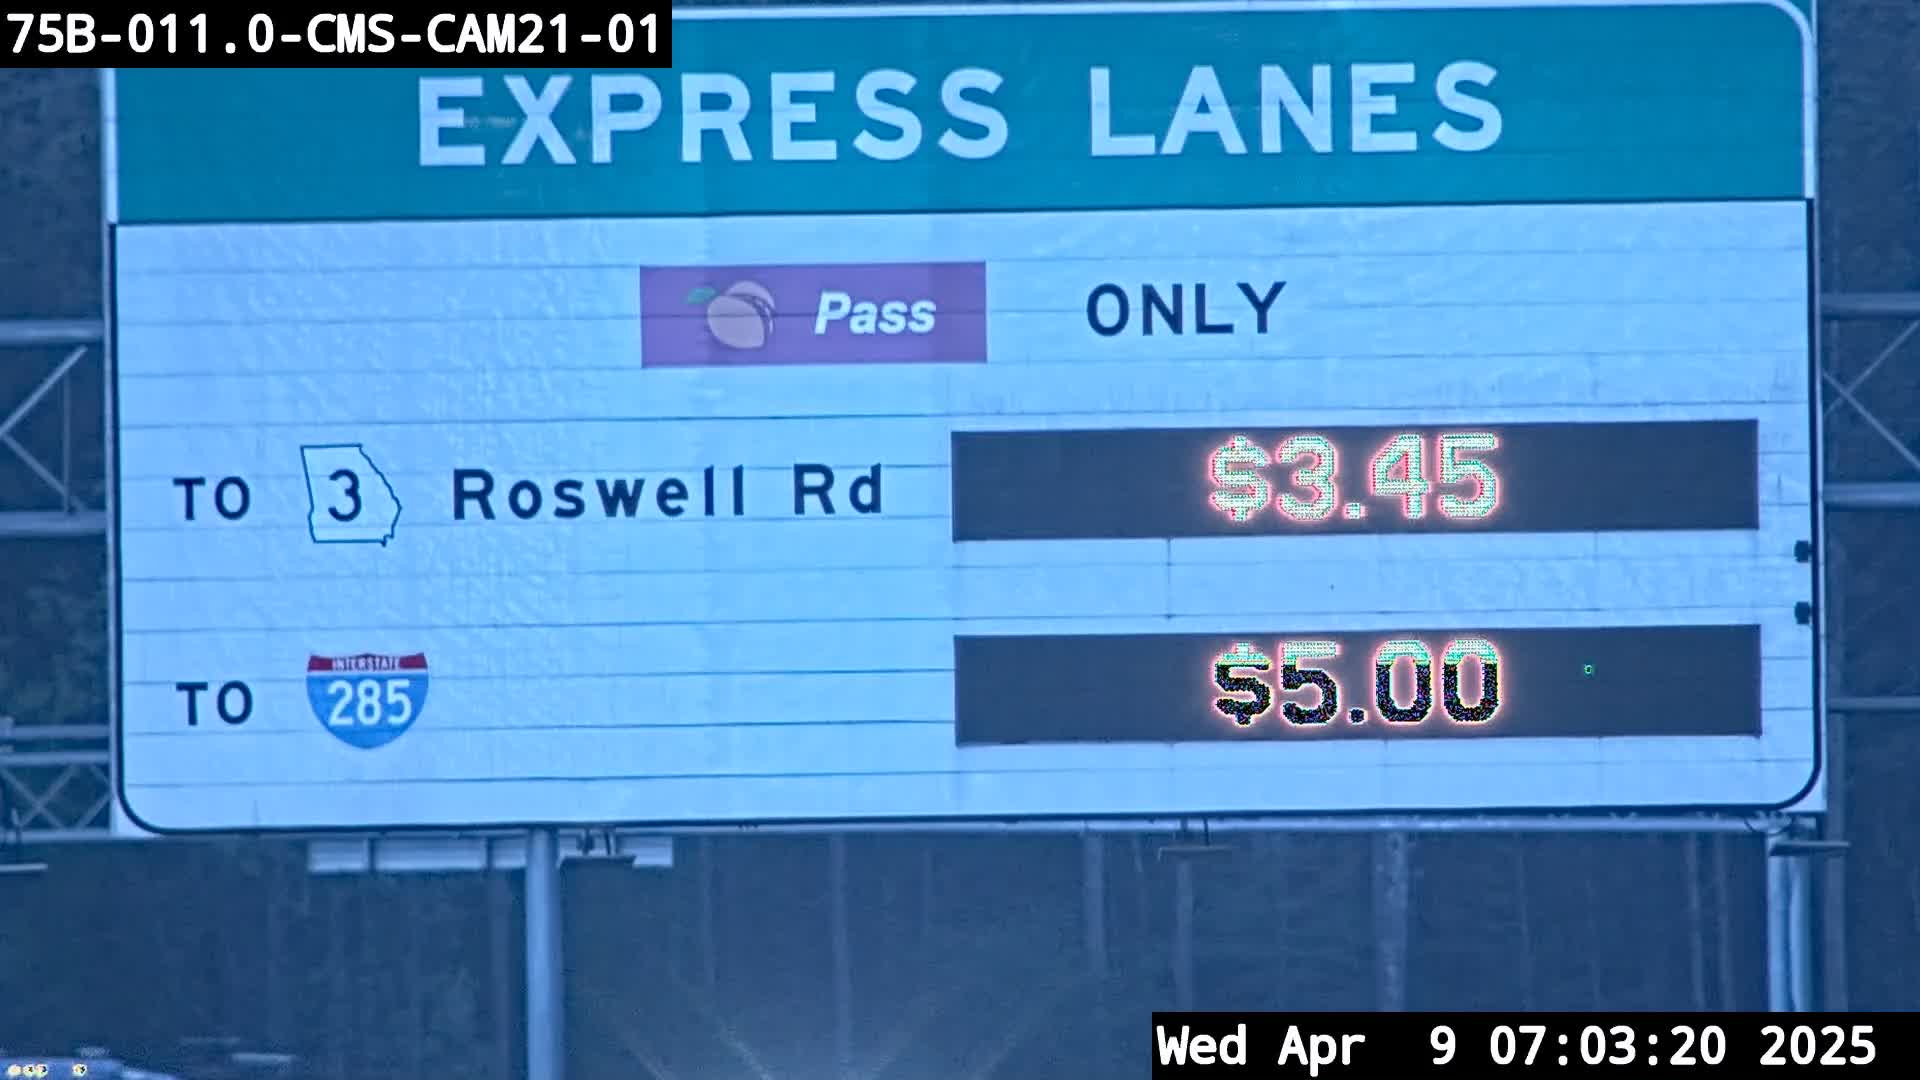 75B-011.0-CMS-CAM21-01
EXPRESS LANES
Pass ONLY
TO 3 Roswell Rd $3.45
TO INTERSTATE 285 $5.00
Wed Apr 9 07:03:20 2025